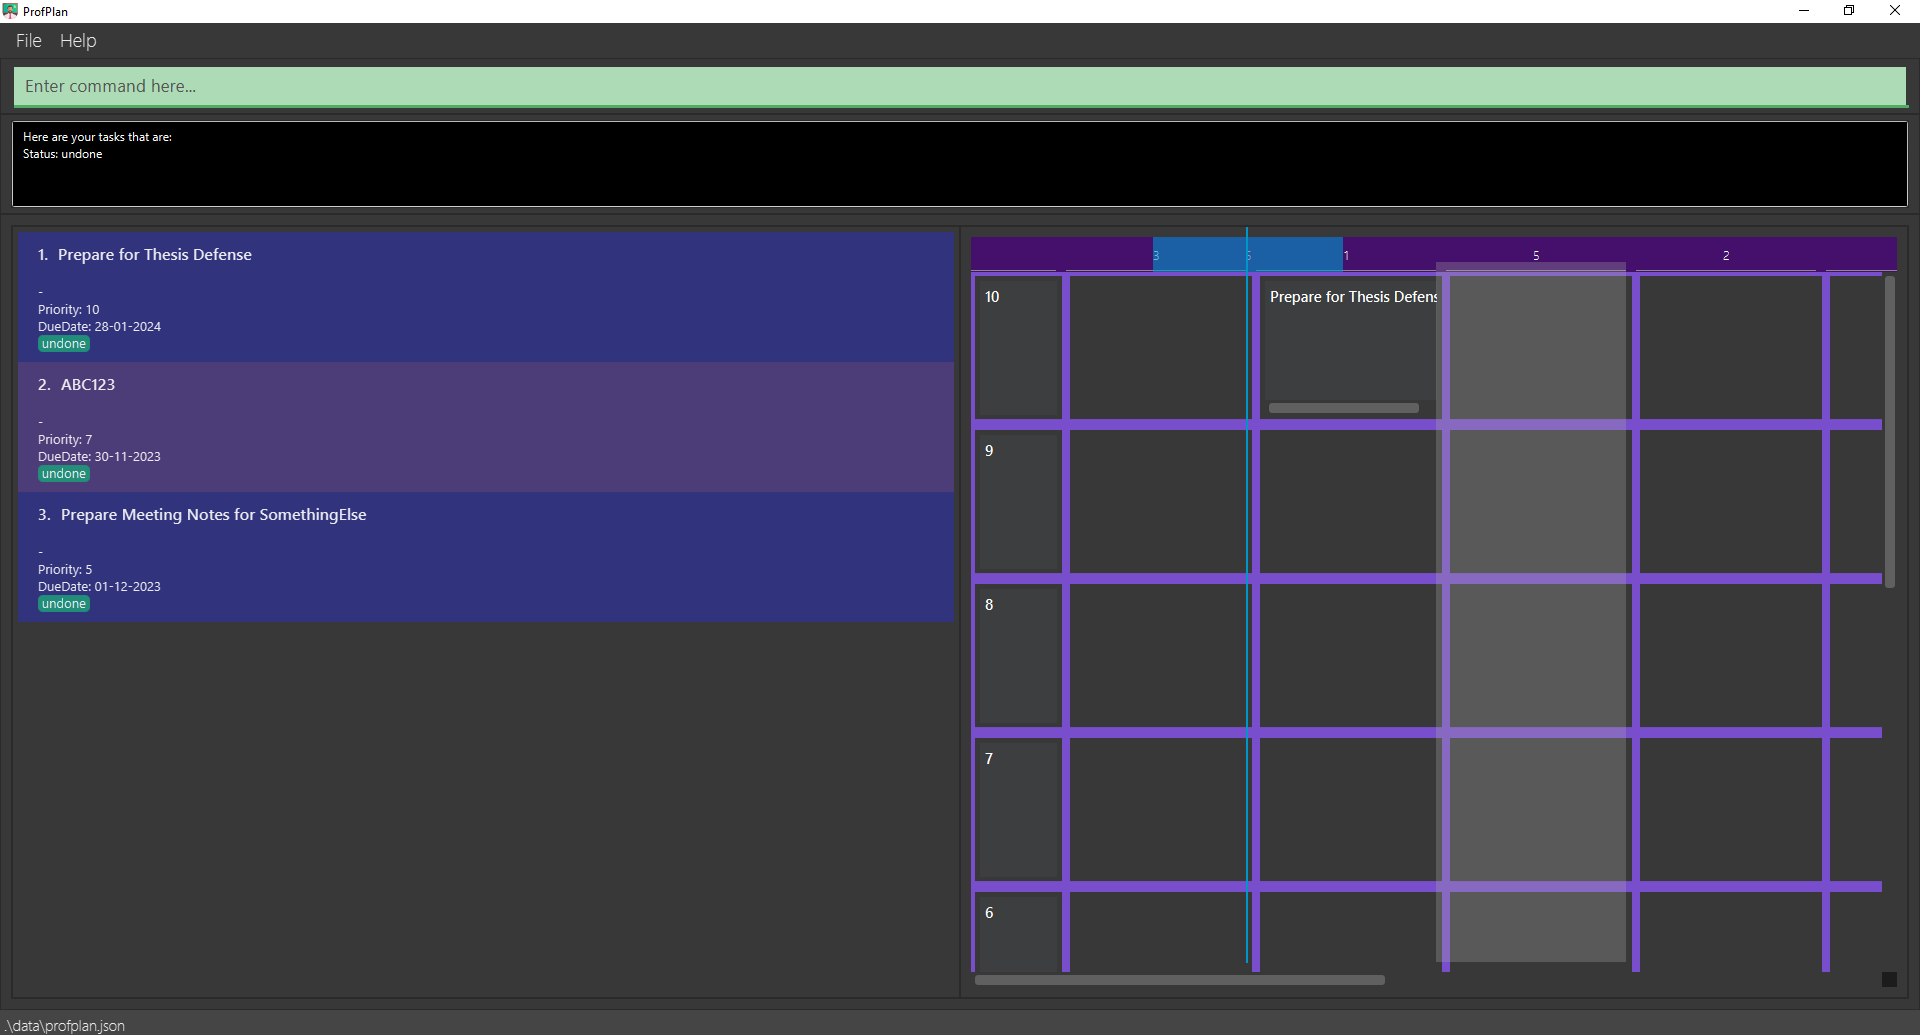 ProfPlan
File Help
Enter command here...
Here are your tasks that are:
Status: undone
1. Prepare for Thesis Defense
-
Priority: 10
DueDate: 28-01-2024
undone
2. ABC123
-
Priority: 7
DueDate: 30-11-2023
undone
3. Prepare Meeting Notes for SomethingElse
-
Priority: 5
DueDate: 01-12-2023
undone
3 1 5 2
10 Prepare for Thesis Defens
9
8
7
6
.\data\profplan.json